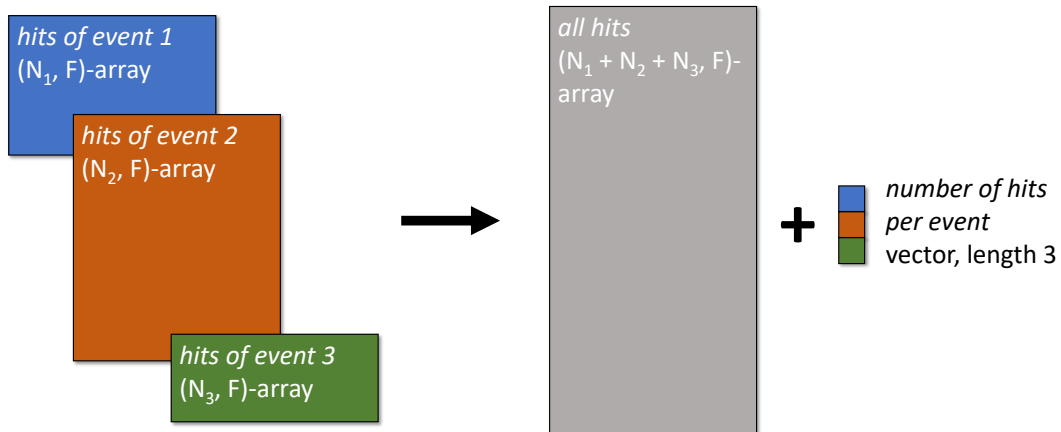 hits of event 1
(N₁, F)-array
hits of event 2
(N₂, F)-array
hits of event 3
(N₃, F)-array
all hits
(N₁ + N₂ + N₃, F)-
array
+
number of hits
per event
vector, length 3